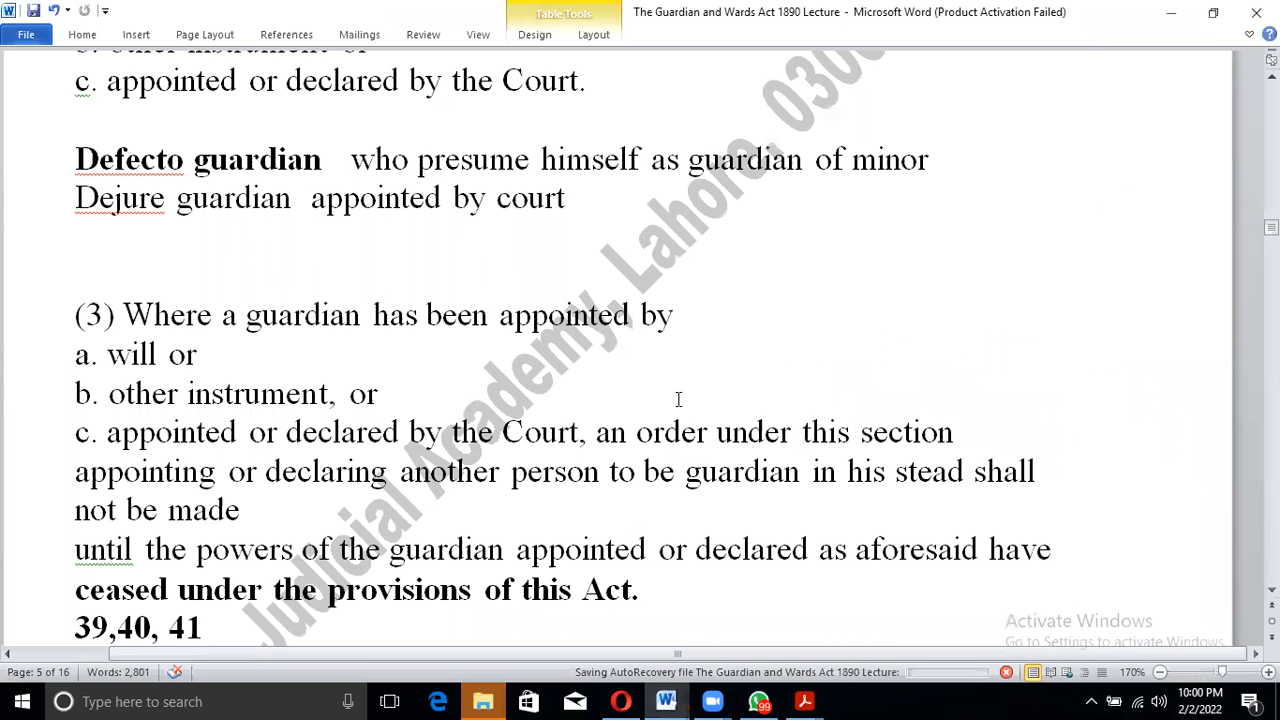 Table Tools
The Guardian and Wards Act 1890 Lecture - Microsoft Word (Product Activation Failed)
File Home Insert Page Layout References Mailings Review View Design Layout
c. appointed or declared by the Court.
Defecto guardian who presume himself as guardian of minor
Dejure guardian appointed by court
(3) Where a guardian has been appointed by
a. will or
b. other instrument, or
c. appointed or declared by the Court, an order under this section
appointing or declaring another person to be guardian in his stead shall
not be made
until the powers of the guardian appointed or declared as aforesaid have
ceased under the provisions of this Act.
39,40, 41
Judicial Academy, Lahore, 0300
Activate Windows
Go to Settings to activate Windows.
Page: 5 of 16 Words: 2,801 Saving AutoRecovery file The Guardian and Wards Act 1890 Lecture: 170%
Type here to search
99
10:00 PM
2/2/2022
1